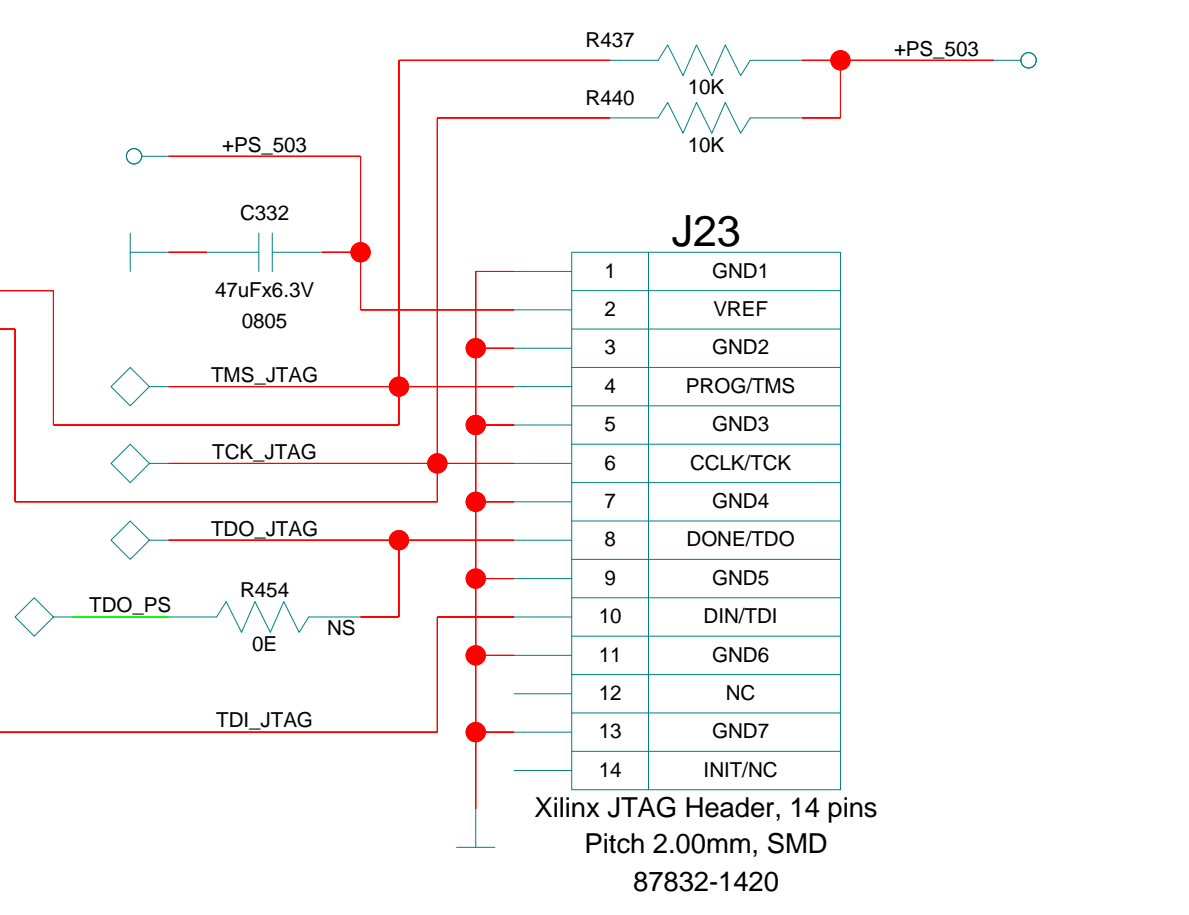 R437
10K
+PS_503
R440
10K
+PS_503
C332
47uFx6.3V
0805
J23
1 GND1
2 VREF
3 GND2
TMS_JTAG
4 PROG/TMS
5 GND3
TCK_JTAG
6 CCLK/TCK
7 GND4
TDO_JTAG
8 DONE/TDO
9 GND5
TDO_PS
R454
0E
NS
10 DIN/TDI
11 GND6
12 NC
TDI_JTAG
13 GND7
14 INIT/NC
Xilinx JTAG Header, 14 pins
Pitch 2.00mm, SMD
87832-1420